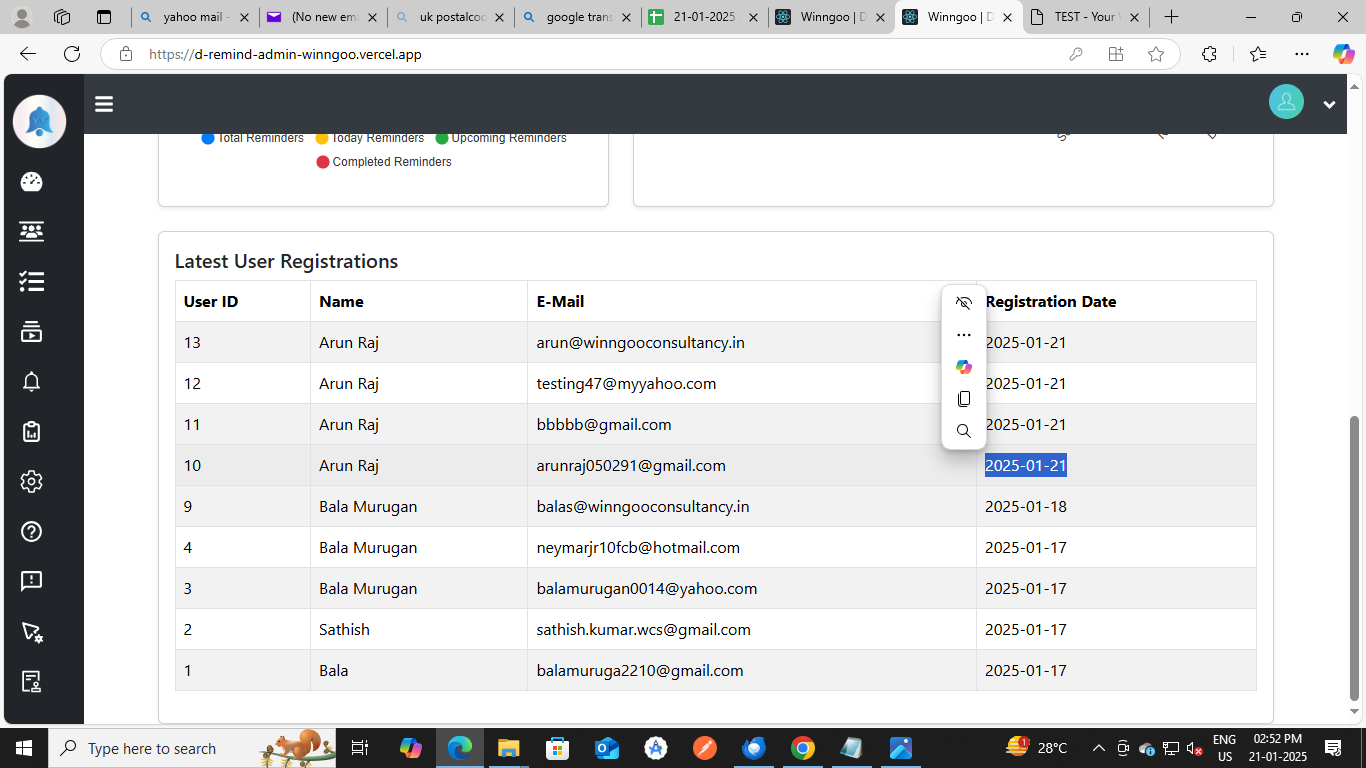 yahoo mail -
(No new ema
uk postalcod
google trans
21-01-2025
Winngoo | D
Winngoo | D
TEST - Your
https://d-remind-admin-winngoo.vercel.app
Total Reminders Today Reminders Upcoming Reminders
Completed Reminders
Latest User Registrations
User ID Name E-Mail Registration Date
13 Arun Raj arun@winngooconsultancy.in 2025-01-21
12 Arun Raj testing47@myyahoo.com 2025-01-21
11 Arun Raj bbbbb@gmail.com 2025-01-21
10 Arun Raj arunraj050291@gmail.com 2025-01-21
9 Bala Murugan balas@winngooconsultancy.in 2025-01-18
4 Bala Murugan neymarjr10fcb@hotmail.com 2025-01-17
3 Bala Murugan balamurugan0014@yahoo.com 2025-01-17
2 Sathish sathish.kumar.wcs@gmail.com 2025-01-17
1 Bala balamuruga2210@gmail.com 2025-01-17
Type here to search
1
28°C
ENG
US
02:52 PM
21-01-2025